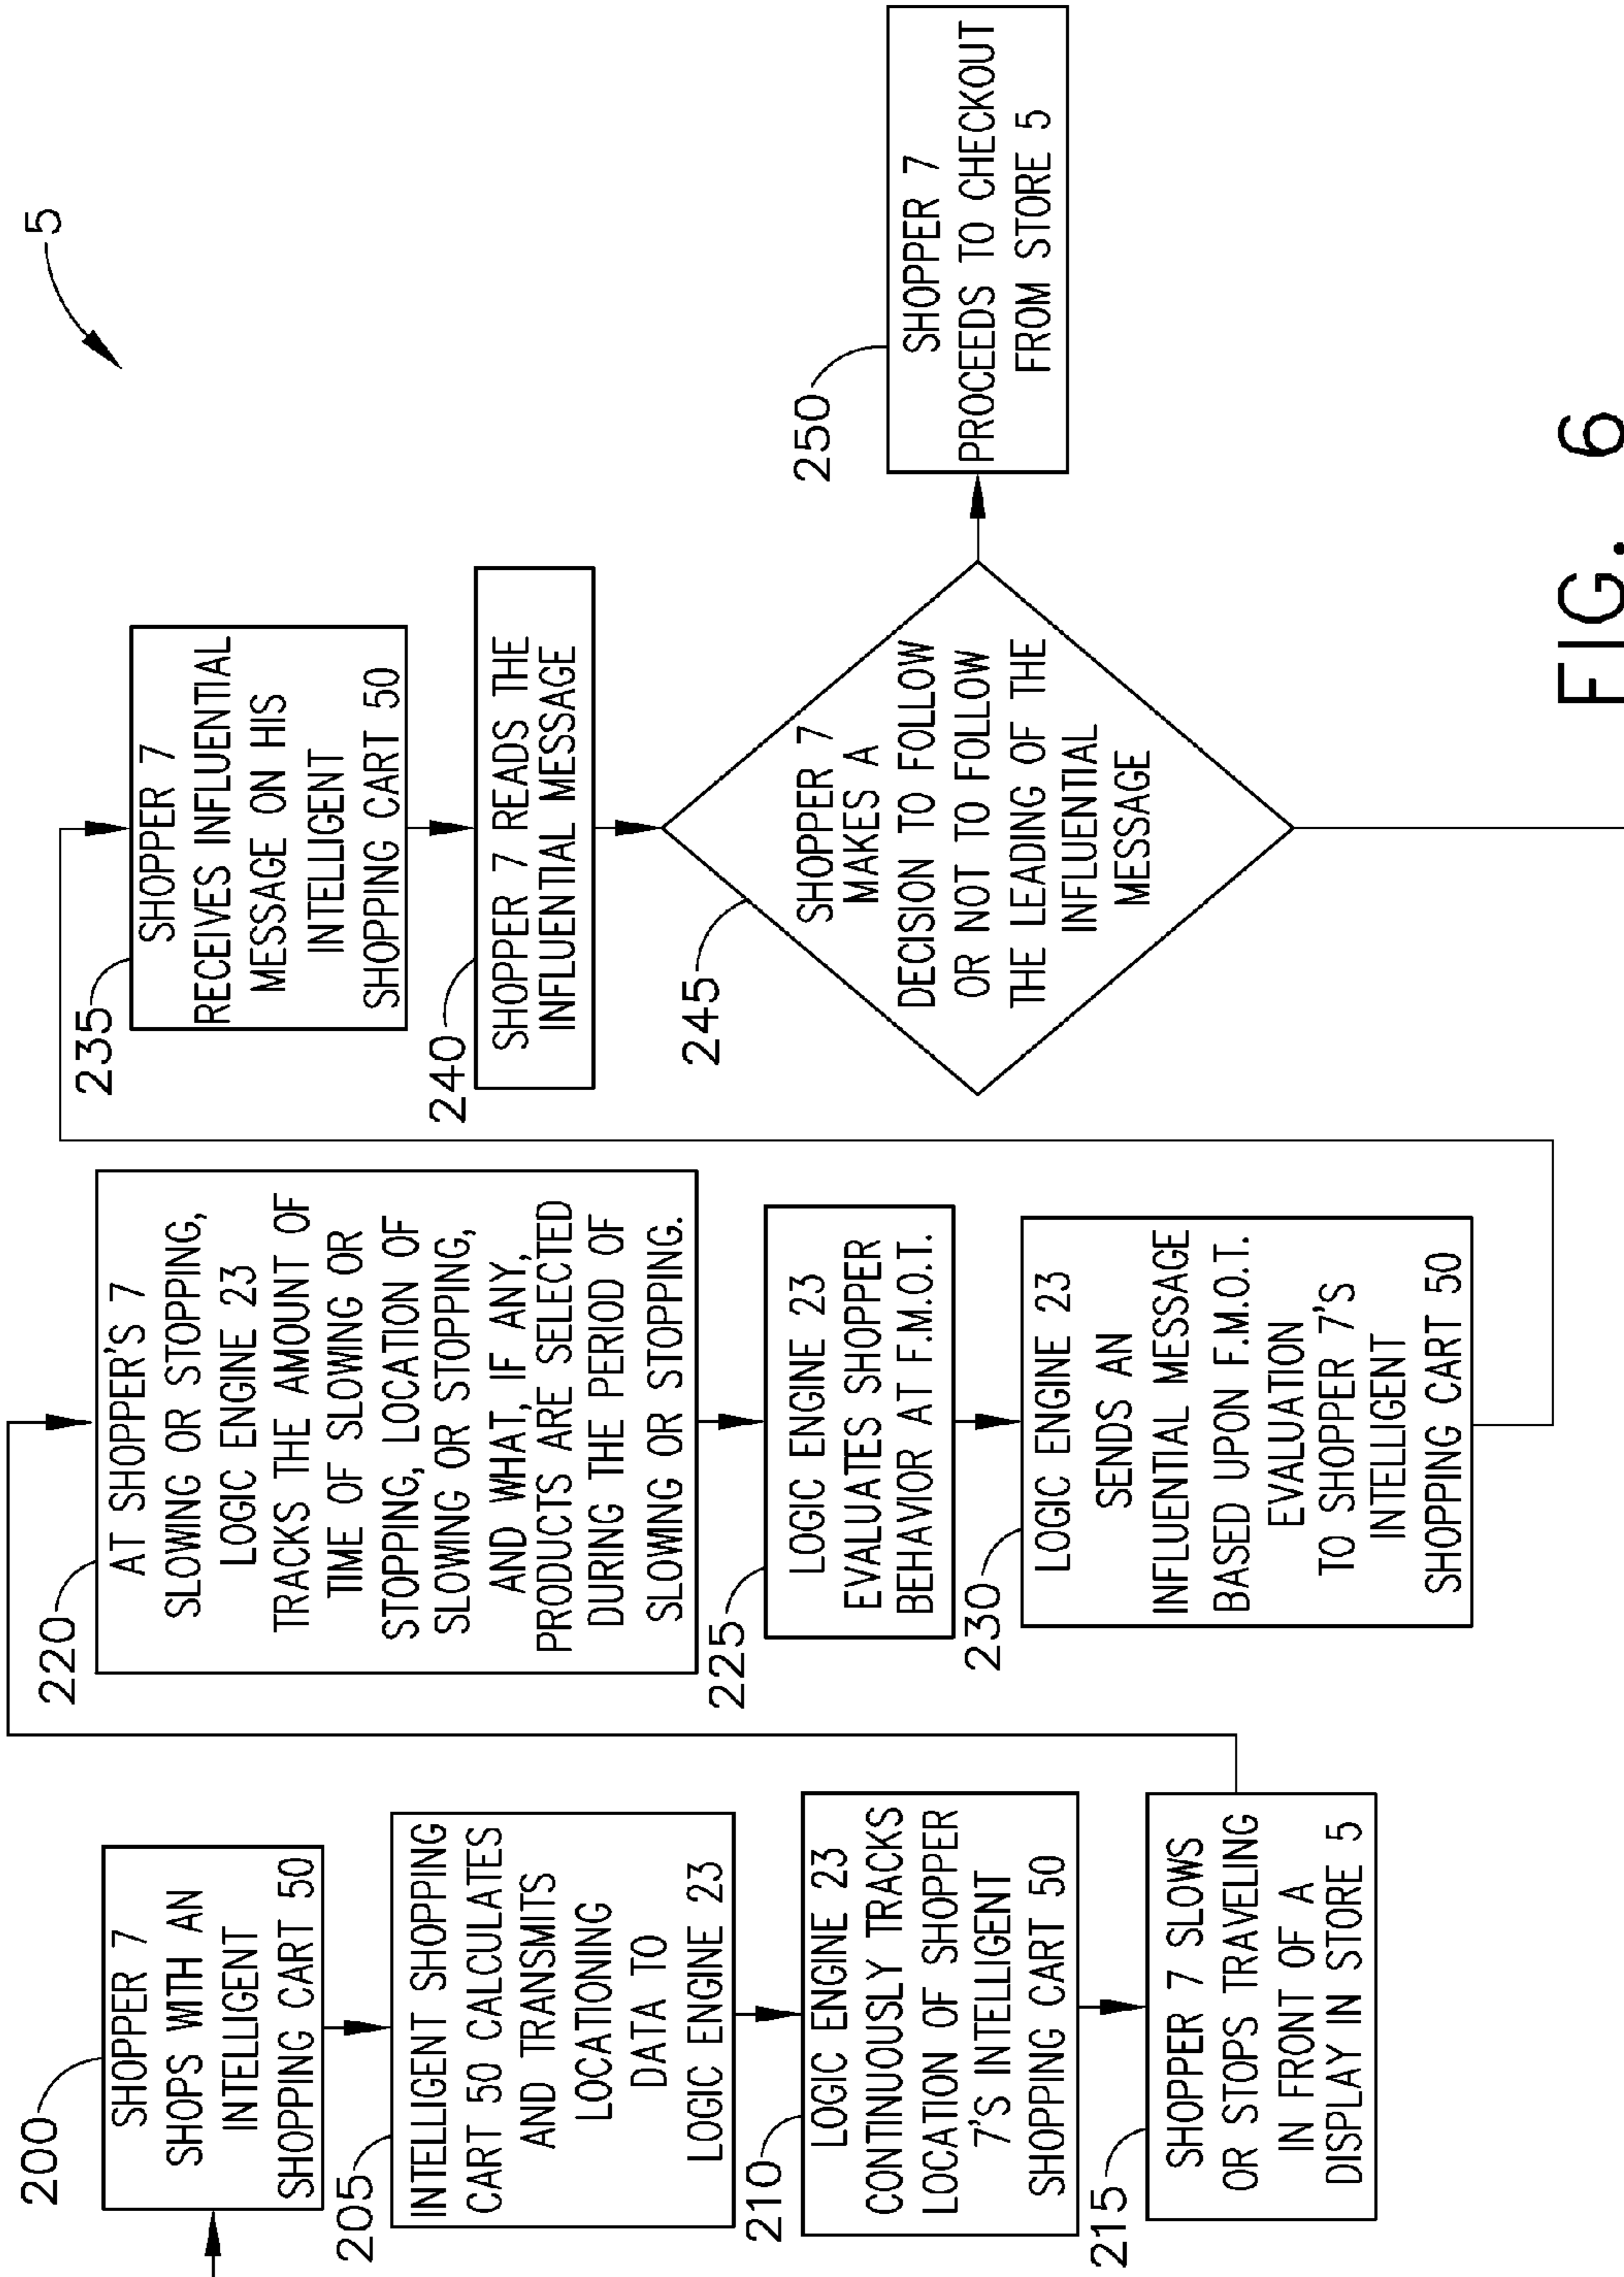 5
200
SHOPPER 7
SHOPS WITH AN
INTELLIGENT
SHOPPING CART 50
205
INTELLIGENT SHOPPING
CART 50 CALCULATES
AND TRANSMITS
LOCATIONING
DATA TO
LOGIC ENGINE 23
210
LOGIC ENGINE 23
CONTINUOUSLY TRACKS
LOCATION OF SHOPPER
7'S INTELLIGENT
SHOPPING CART 50
215
SHOPPER 7 SLOWS
OR STOPS TRAVELING
IN FRONT OF A
DISPLAY IN STORE 5
220
AT SHOPPER'S 7
SLOWING OR STOPPING,
LOGIC ENGINE 23
TRACKS THE AMOUNT OF
TIME OF SLOWING OR
STOPPING, LOCATION OF
SLOWING OR STOPPING,
AND WHAT, IF ANY,
PRODUCTS ARE SELECTED
DURING THE PERIOD OF
SLOWING OR STOPPING.
225
LOGIC ENGINE 23
EVALUATES SHOPPER
BEHAVIOR AT F.M.O.T.
230
LOGIC ENGINE 23
SENDS AN
INFLUENTIAL MESSAGE
BASED UPON F.M.O.T.
EVALUATION
TO SHOPPER 7'S
INTELLIGENT
SHOPPING CART 50
235
SHOPPER 7
RECEIVES INFLUENTIAL
MESSAGE ON HIS
INTELLIGENT
SHOPPING CART 50
240
SHOPPER 7 READS THE
INFLUENTIAL MESSAGE
245
SHOPPER 7
MAKES A
DECISION TO FOLLOW
OR NOT TO FOLLOW
THE LEADING OF THE
INFLUENTIAL
MESSAGE
250
SHOPPER 7
PROCEEDS TO CHECKOUT
FROM STORE 5
FIG. 6